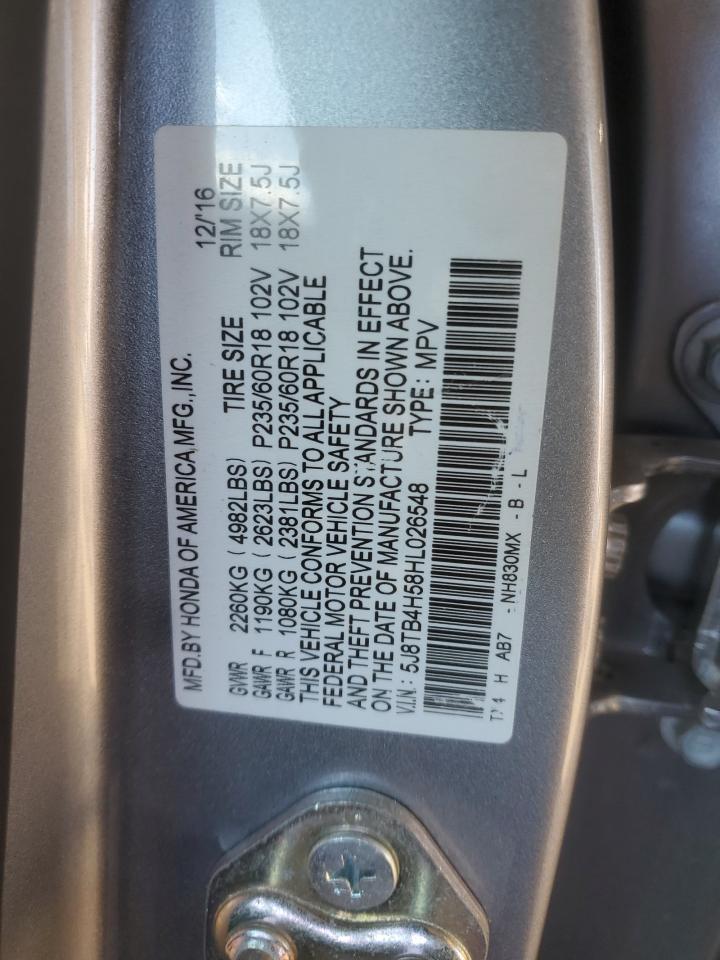 MFD.BY HONDA OF AMERICA,MFG.,INC. 12/'16
GVWR 2260KG ( 4982LBS) TIRE SIZE RIM SIZE
GAWR F 1190KG ( 2623LBS) P235/60R18 102V 18X7.5J
GAWR R 1080KG ( 2381LBS) P235/60R18 102V 18X7.5J
THIS VEHICLE CONFORMS TO ALL APPLICABLE
FEDERAL MOTOR VEHICLE SAFETY
AND THEFT PREVENTION STANDARDS IN EFFECT
ON THE DATE OF MANUFACTURE SHOWN ABOVE.
V.I.N.: 5J8TB4H58HL026548 TYPE: MPV
H AB7 - NH830MX - B - L